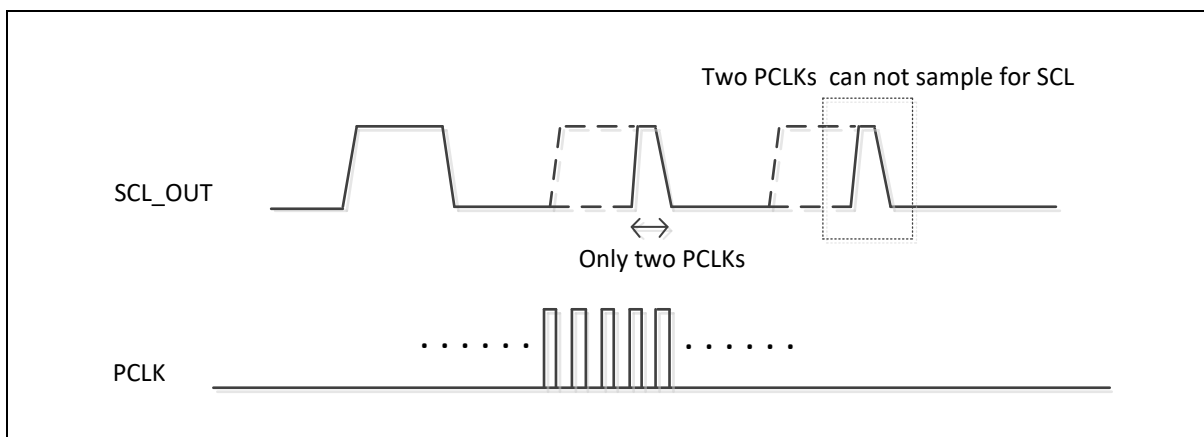 Two PCLKs can not sample for SCL
SCL_OUT
Only two PCLKs
PCLK